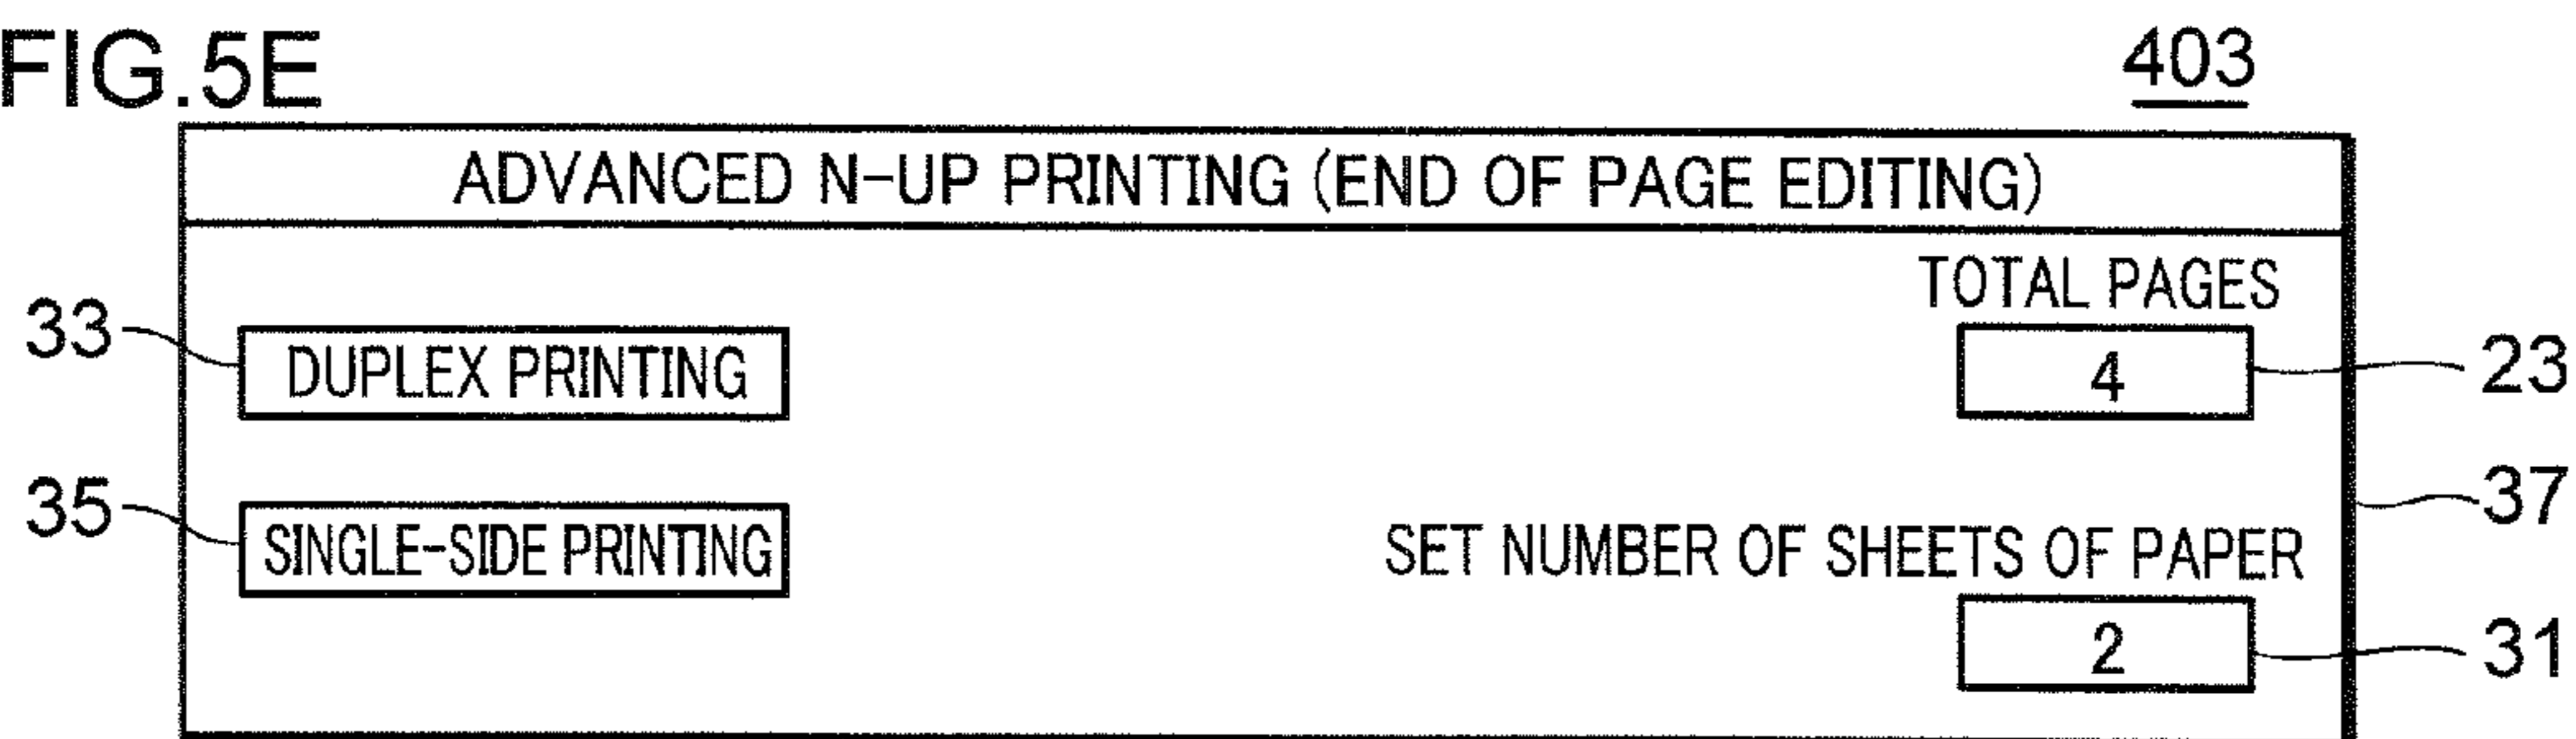 FIG.5E
403
ADVANCED N-UP PRINTING (END OF PAGE EDITING)
TOTAL PAGES
33
DUPLEX PRINTING
4
23
35
SINGLE-SIDE PRINTING
37
SET NUMBER OF SHEETS OF PAPER
2
31